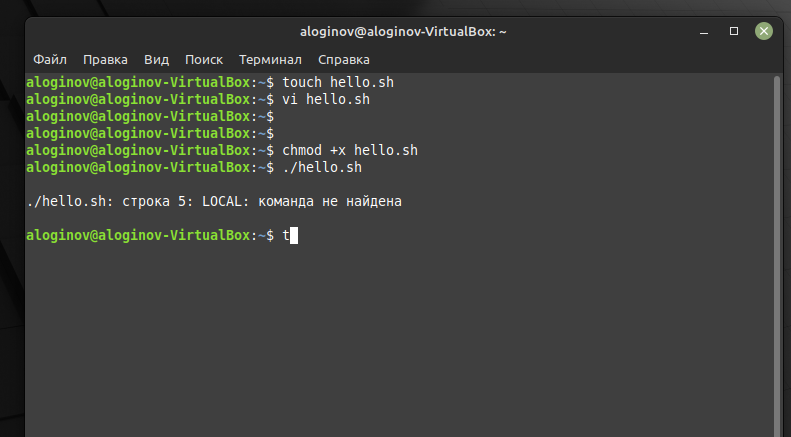 aloginov@aloginov-VirtualBox: ~
Файл Правка Вид Поиск Терминал Справка
aloginov@aloginov-VirtualBox:~$ touch hello.sh
aloginov@aloginov-VirtualBox:~$ vi hello.sh
aloginov@aloginov-VirtualBox:~$
aloginov@aloginov-VirtualBox:~$
aloginov@aloginov-VirtualBox:~$ chmod +x hello.sh
aloginov@aloginov-VirtualBox:~$ ./hello.sh
./hello.sh: строка 5: LOCAL: команда не найдена
aloginov@aloginov-VirtualBox:~$ t